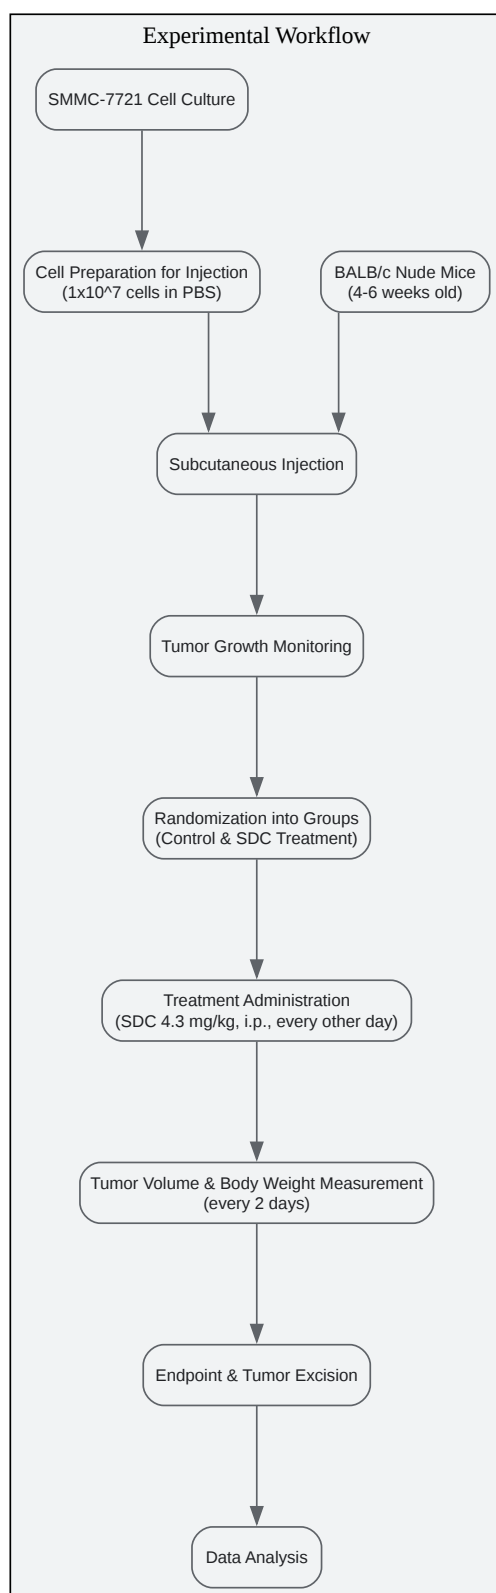 Experimental Workflow
SMMC-7721 Cell Culture
Cell Preparation for Injection
(1x10^7 cells in PBS)
BALB/c Nude Mice
(4-6 weeks old)
Subcutaneous Injection
Tumor Growth Monitoring
Randomization into Groups
(Control & SDC Treatment)
Treatment Administration
(SDC 4.3 mg/kg, i.p., every other day)
Tumor Volume & Body Weight Measurement
(every 2 days)
Endpoint & Tumor Excision
Data Analysis